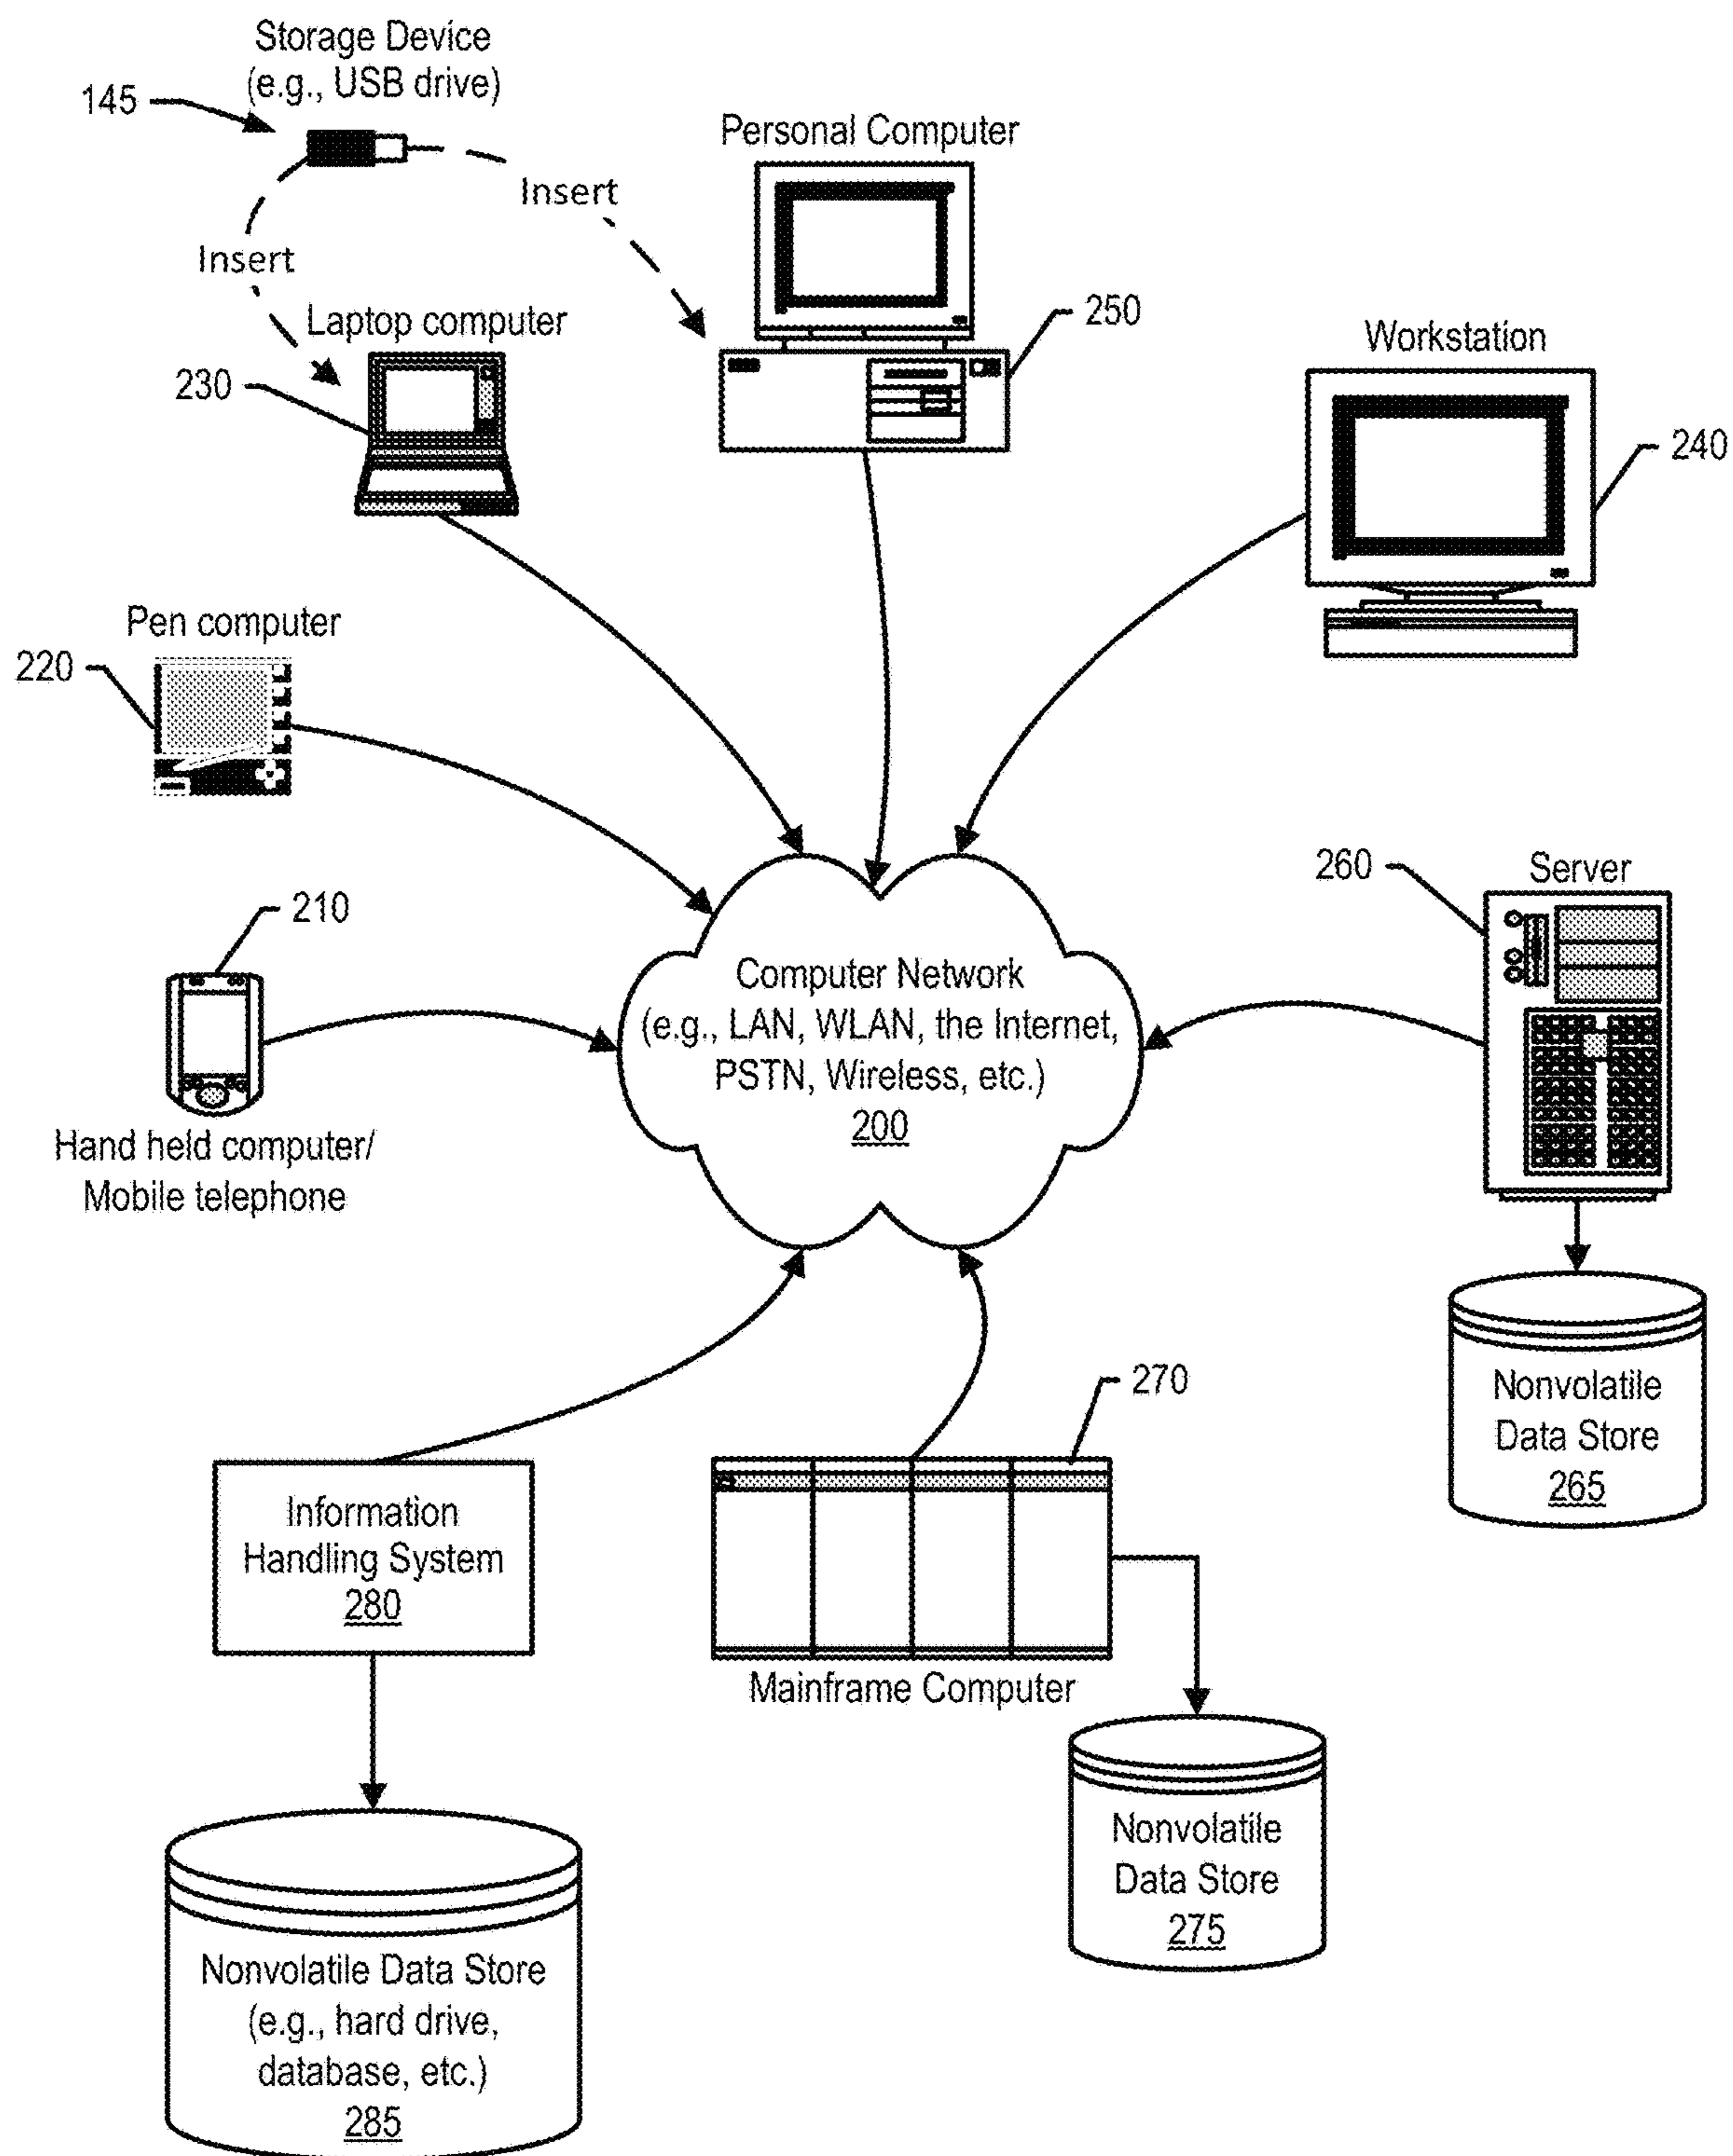 Storage Device
(e.g., USB drive)
145
Insert
Insert
Personal Computer
250
Laptop computer
230
Workstation
240
Pen computer
220
210
Hand held computer/
Mobile telephone
Computer Network
(e.g., LAN, WLAN, the Internet,
PSTN, Wireless, etc.)
200
260
Server
Nonvolatile
Data Store
265
270
Mainframe Computer
Nonvolatile
Data Store
275
Information
Handling System
280
Nonvolatile Data Store
(e.g., hard drive,
database, etc.)
285